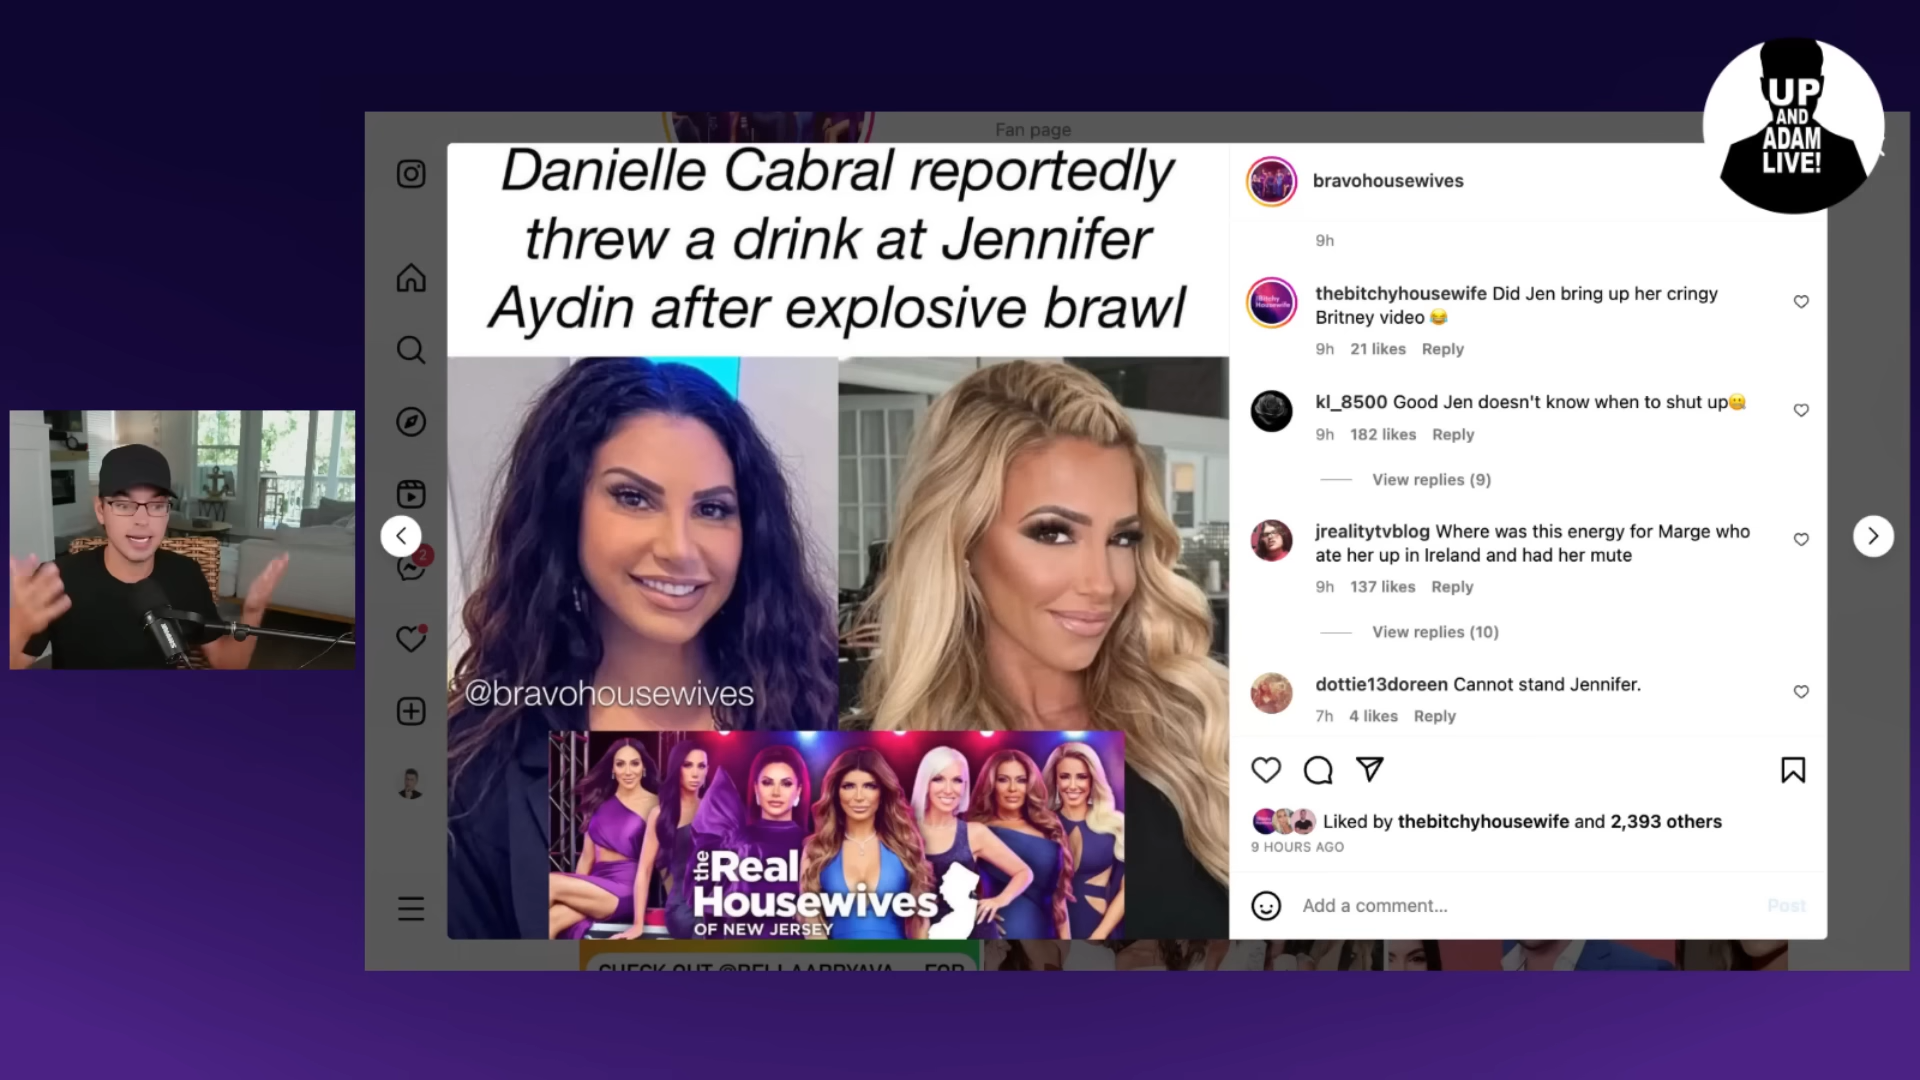 UP
AND
ADAM
LIVE!
Fan page
Danielle Cabral reportedly
threw a drink at Jennifer
Aydin after explosive brawl
@bravohousewives
the Real
Housewives
OF NEW JERSEY
2
bravohousewives
9h
thebitchyhousewife Did Jen bring up her cringy
Britney video 😂
9h 21 likes Reply
kl_8500 Good Jen doesn't know when to shut up🤐
9h 182 likes Reply
View replies (9)
jrealitytvblog Where was this energy for Marge who
ate her up in Ireland and had her mute
9h 137 likes Reply
View replies (10)
dottie13doreen Cannot stand Jennifer.
7h 4 likes Reply
Liked by thebitchyhousewife and 2,393 others
9 HOURS AGO
Add a comment...
Post
CHECK OUT @BELLAARRYAVA FOR